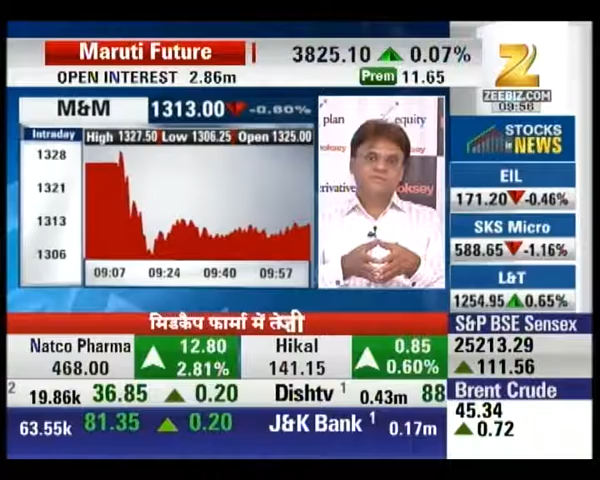 Maruti Future
3825.10 0.07%
OPEN INTEREST 2.86m
Prem 11.65
ZEEBIZ.COM
09:56
M&M 1313.00 -0.60%
Intraday High 1327.50 Low 1306.25 Open 1325.00
1328
1321
1313
1306
09:07 09:24 09:40 09:57
plan equity
oksey
rivative oksey
STOCKS
in NEWS
EIL
171.20 -0.46%
SKS Micro
588.65 -1.16%
L&T
1254.95 0.65%
मिडकैप फार्मा में तेजी
Natco Pharma 12.80
468.00 2.81%
Hikal 0.85
141.15 0.60%
S&P BSE Sensex
25213.29
111.56
2 19.86k 36.85 0.20 Dishtv 1 0.43m 88
63.55k 81.35 0.20 J&K Bank 1 0.17m
Brent Crude
45.34
0.72